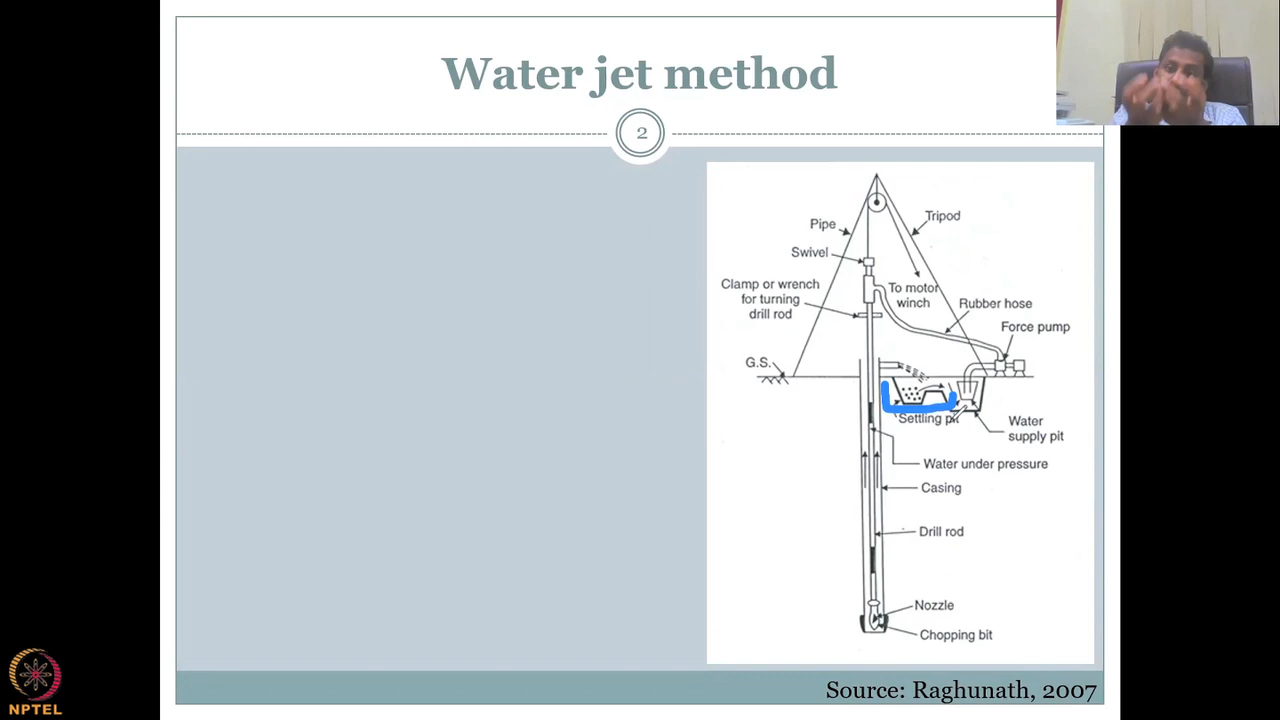 Water jet method
2
Pipe
Tripod
Swivel
Clamp or wrench
for turning
drill rod
To motor
winch
Rubber hose
Force pump
G.S.
Settling pit
Water
supply pit
Water under pressure
Casing
Drill rod
Nozzle
Chopping bit
Source: Raghunath, 2007
NPTEL